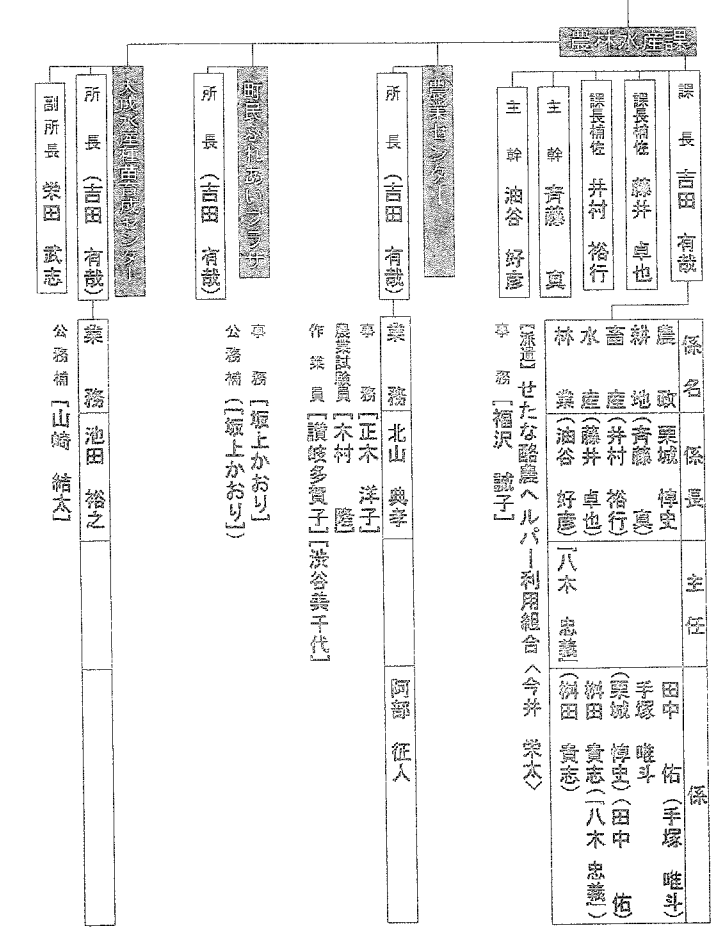 農林水産課
課長 吉田 有哉
課長補佐 藤井 卓也
課長補佐 井村 裕行
主幹 斉藤 真
主幹 油谷 好彦
係名 係長 主任 係
農政 栗城 惇史 田中 佑 (手塚 唯斗)
耕地 (斉藤 真) 手塚 唯斗
畜産 (井村 裕行) (栗城 惇史) (田中 佑)
水産 (藤井 卓也) 桝田 貴志 ([八木 忠義])
林業 (油谷 好彦) [八木 忠義] (桝田 貴志)
【派遣】せたな酪農ヘルパー利用組合 〈今井 栄太〉
事務 [福沢 誠子]
農業センター
所長 (吉田 有哉)
業務 北山 典孝 阿部 征人
事務 [正木 洋子]
農業試験員 [木村 隆]
作業員 [讃岐多賀子] [渋谷美千代]
町民ふれあいプラザ
所長 (吉田 有哉)
事務 [坂上かおり]
公務補 ([坂上かおり])
大成水産種苗育成センター
所長 (吉田 有哉)
副所長 栄田 武志
業務 池田 裕之
公務補 [山崎 結太]